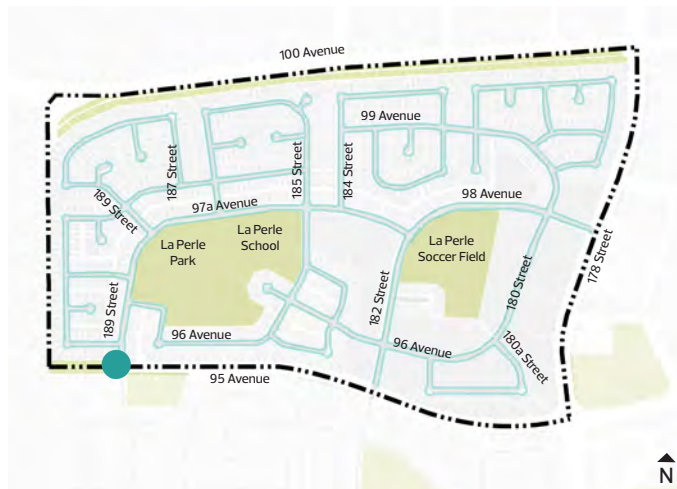 100 Avenue
99 Avenue
187 Street
185 Street
184 Street
189 Street
98 Avenue
97a Avenue
La Perle
Park
La Perle
School
La Perle
Soccer Field
178 Street
180 Street
182 Street
189 Street
96 Avenue
96 Avenue
180a Street
95 Avenue
N